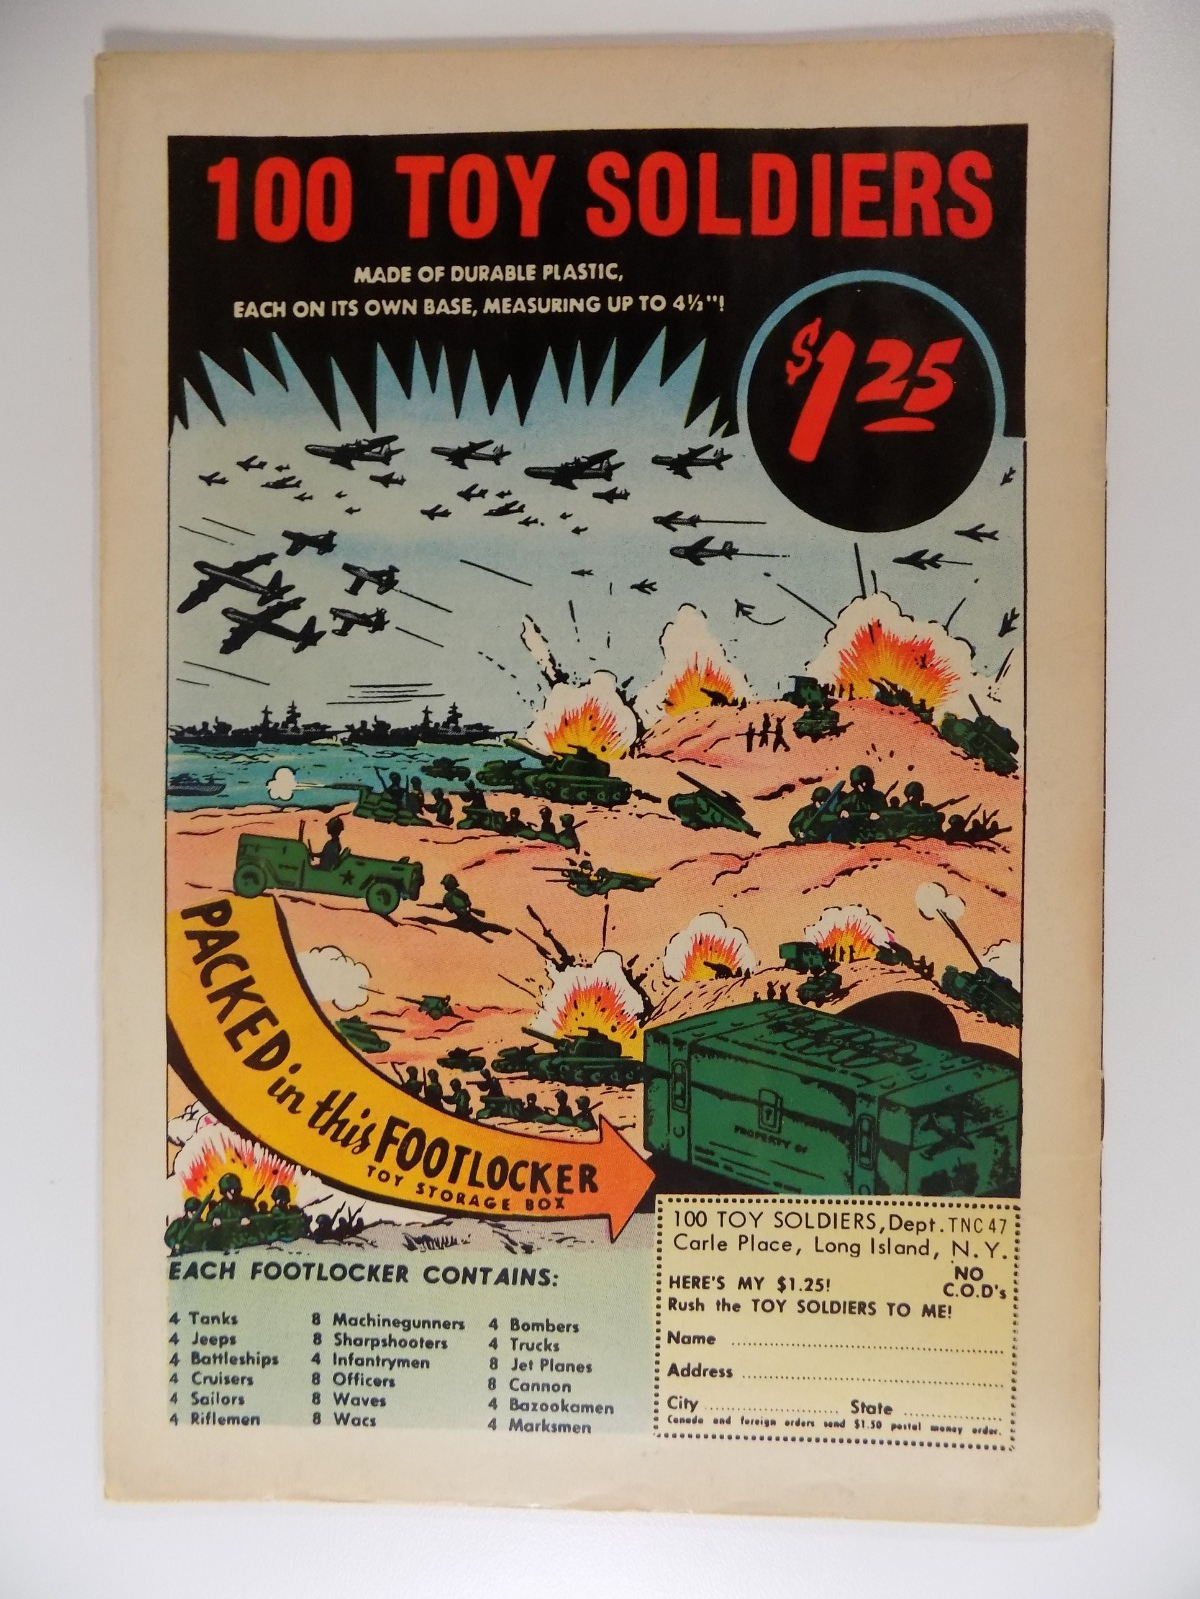 100 TOY SOLDIERS
MADE OF DURABLE PLASTIC,
EACH ON ITS OWN BASE, MEASURING UP TO 4½"!
$1.25
PACKED in this FOOTLOCKER
TOY STORAGE BOX
PROPERTY OF
EACH FOOTLOCKER CONTAINS:
4 Tanks
4 Jeeps
4 Battleships
4 Cruisers
4 Sailors
4 Riflemen
8 Machinegunners
8 Sharpshooters
4 Infantrymen
8 Officers
8 Waves
8 Wacs
4 Bombers
4 Trucks
8 Jet Planes
8 Cannon
4 Bazookamen
4 Marksmen
100 TOY SOLDIERS, Dept. TNC 47
Carle Place, Long Island, N. Y.
NO
C.O.D's
HERE'S MY $1.25!
Rush the TOY SOLDIERS TO ME!
Name
Address
City State
Canada and foreign orders send $1.50 postal money order.